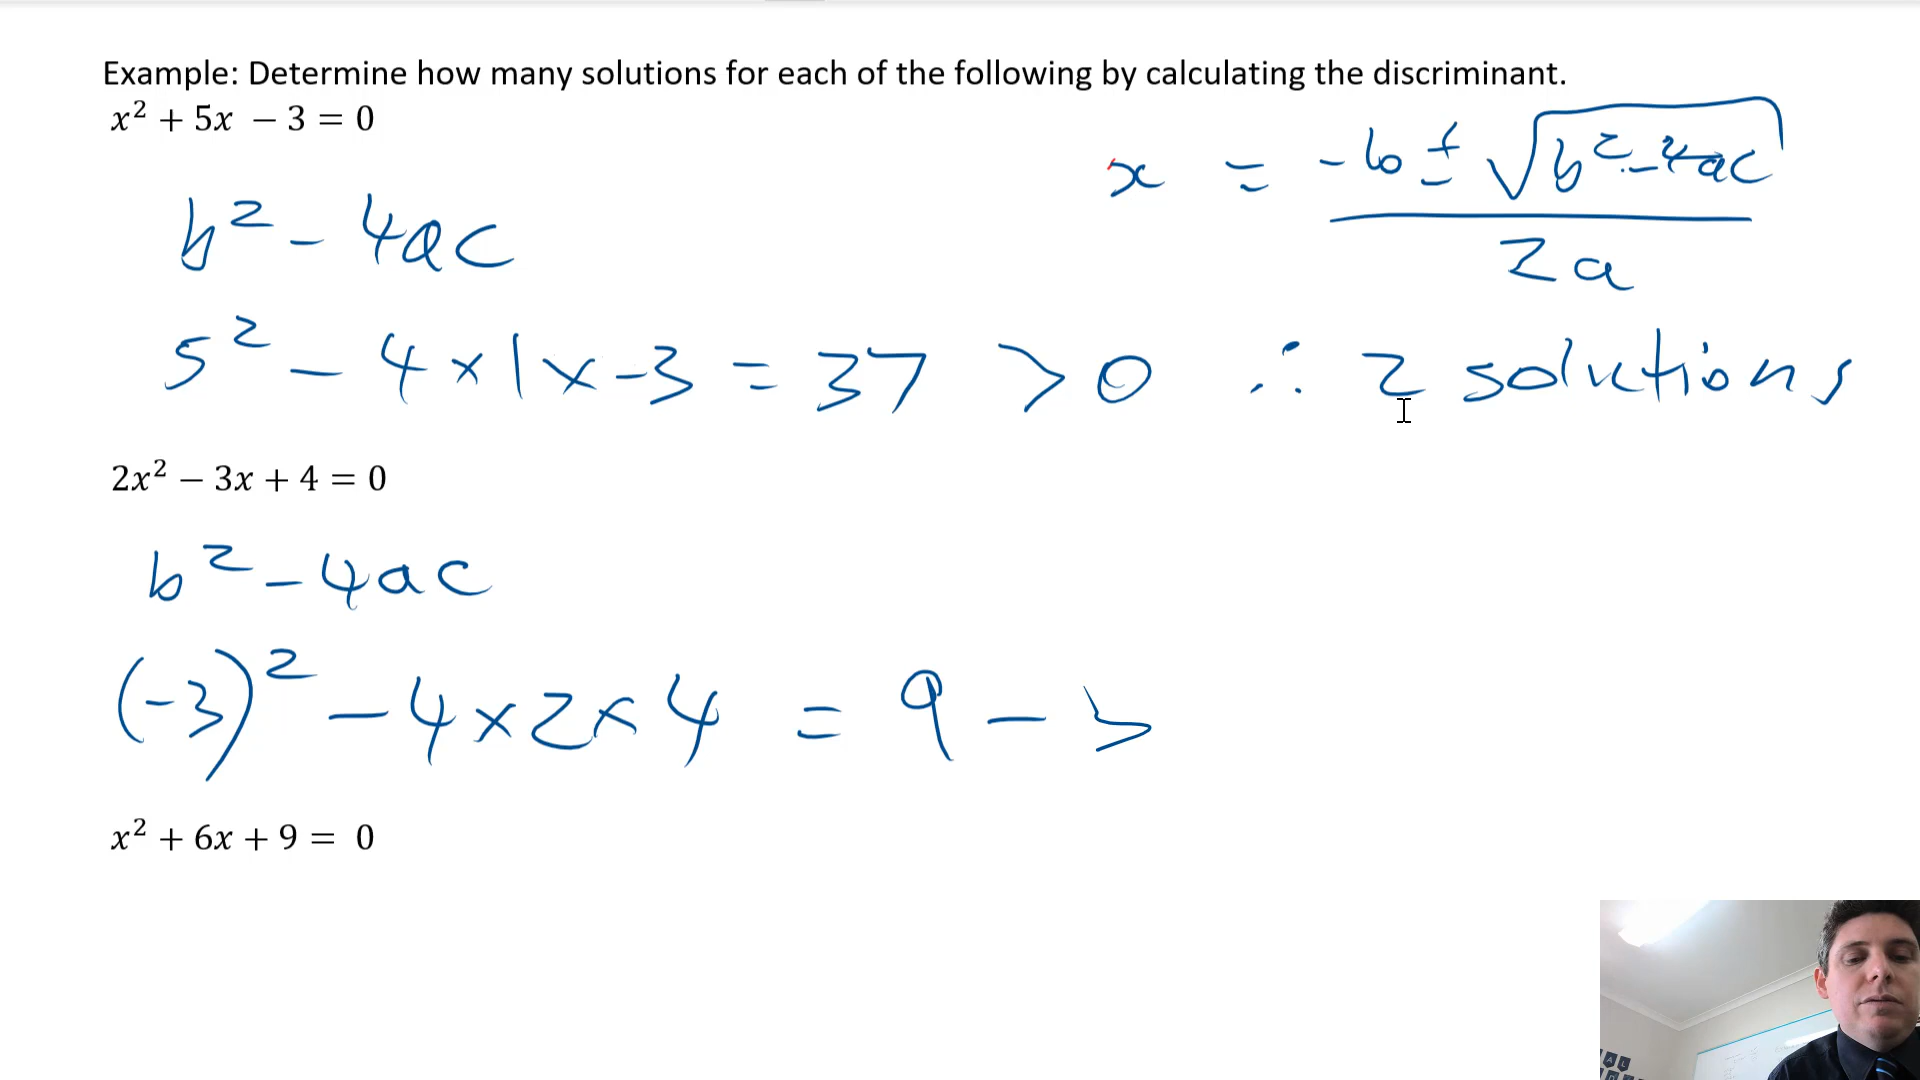 Example: Determine how many solutions for each of the following by calculating the discriminant.
x² + 5x − 3 = 0
x = -b ± √(b² - 4ac) / 2a
b² - 4ac
5² - 4 × 1 × -3 = 37 > 0 ∴ 2 solutions
2x² − 3x + 4 = 0
b² - 4ac
(-3)² - 4 × 2 × 4 = 9 -
x² + 6x + 9 = 0